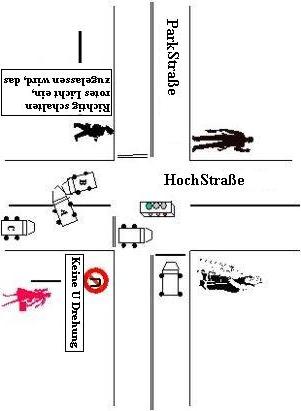 ParkStraße
Richtig schalten
rotes Licht ein,
zugelassen wird das
HochStraße
B
A
C
Keine U Drehung
U